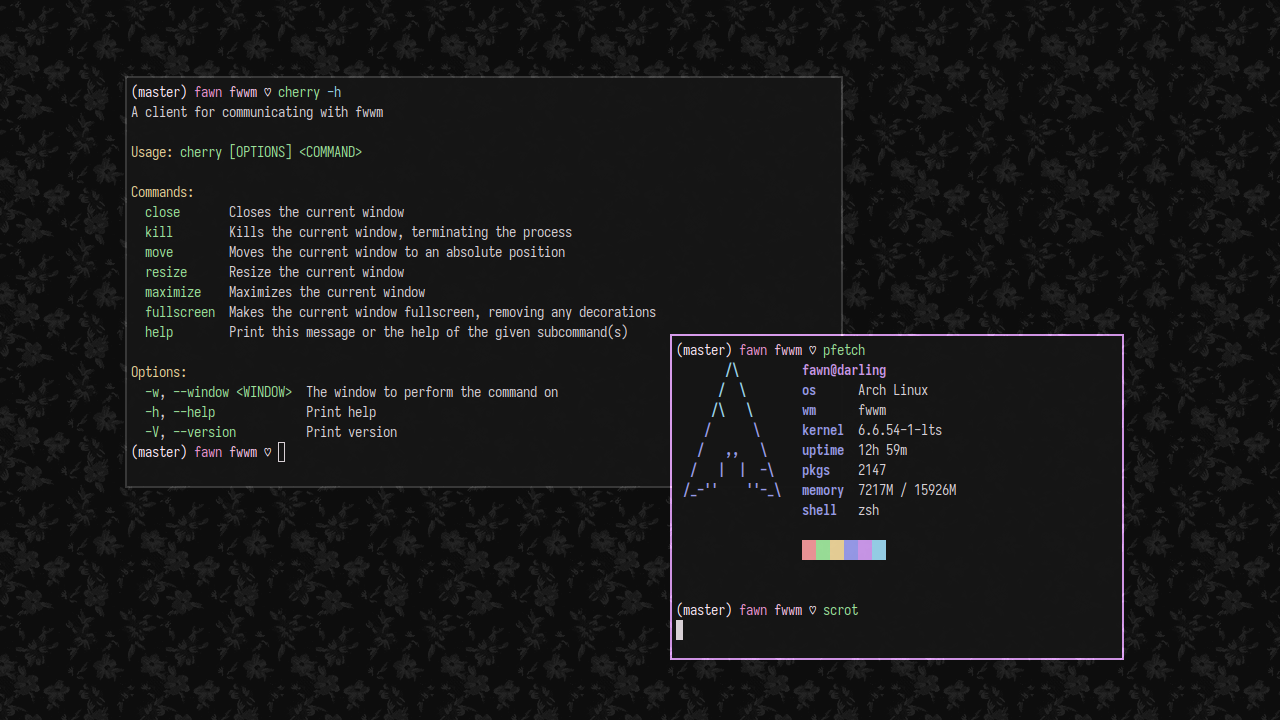 (master) fawn fwwm ♡ cherry -h
A client for communicating with fwwm
Usage: cherry [OPTIONS] <COMMAND>
Commands:
close Closes the current window
kill Kills the current window, terminating the process
move Moves the current window to an absolute position
resize Resize the current window
maximize Maximizes the current window
fullscreen Makes the current window fullscreen, removing any decorations
help Print this message or the help of the given subcommand(s)
Options:
-w, --window <WINDOW> The window to perform the command on
-h, --help Print help
-V, --version Print version
(master) fawn fwwm ♡
(master) fawn fwwm ♡ pfetch
fawn@darling
os Arch Linux
wm fwwm
kernel 6.6.54-1-lts
uptime 12h 59m
pkgs 2147
memory 7217M / 15926M
shell zsh
(master) fawn fwwm ♡ scrot